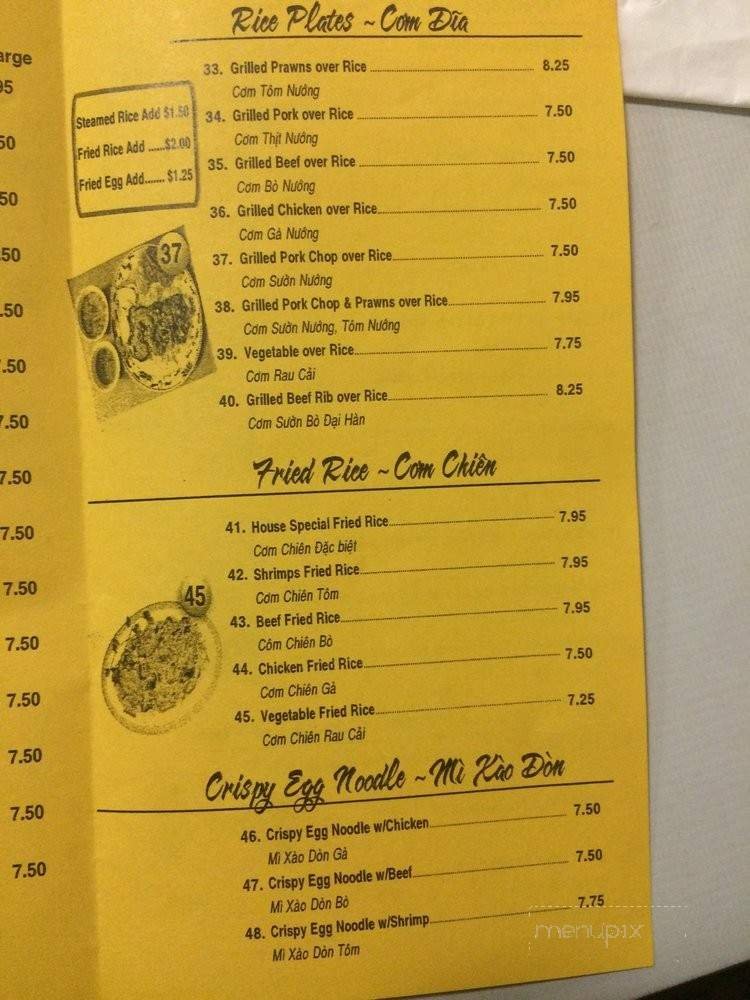 arge
95
50
50
.50
.50
7.50
7.50
7.50
7.50
7.50
7.50
7.50
7.50
7.50
7.50
Rice Plates ~ Cơm Đĩa
Steamed Rice Add $1.50
Fried Rice Add ......$2.00
Fried Egg Add....... $1.25
33. Grilled Prawns over Rice 8.25
Cơm Tôm Nướng
34. Grilled Pork over Rice 7.50
Cơm Thịt Nướng
35. Grilled Beef over Rice 7.50
Cơm Bò Nướng
36. Grilled Chicken over Rice 7.50
Cơm Gà Nướng
37
37. Grilled Pork Chop over Rice 7.50
Cơm Sườn Nướng
38. Grilled Pork Chop & Prawns over Rice 7.95
Cơm Sườn Nướng, Tôm Nướng
39. Vegetable over Rice 7.75
Cơm Rau Cải
40. Grilled Beef Rib over Rice 8.25
Cơm Sườn Bò Đại Hàn
Fried Rice ~ Cơm Chiên
41. House Special Fried Rice 7.95
Cơm Chiên Đặc biệt
42. Shrimps Fried Rice 7.95
Cơm Chiên Tôm
45
43. Beef Fried Rice 7.95
Côm Chiên Bò
44. Chicken Fried Rice 7.50
Cơm Chiên Gà
45. Vegetable Fried Rice 7.25
Cơm Chiên Rau Cải
Crispy Egg Noodle ~ Mì Xào Dòn
46. Crispy Egg Noodle w/Chicken 7.50
Mì Xào Dòn Gà
47. Crispy Egg Noodle w/Beef 7.50
Mì Xào Dòn Bò
48. Crispy Egg Noodle w/Shrimp 7.75
Mì Xào Dòn Tôm
menupix